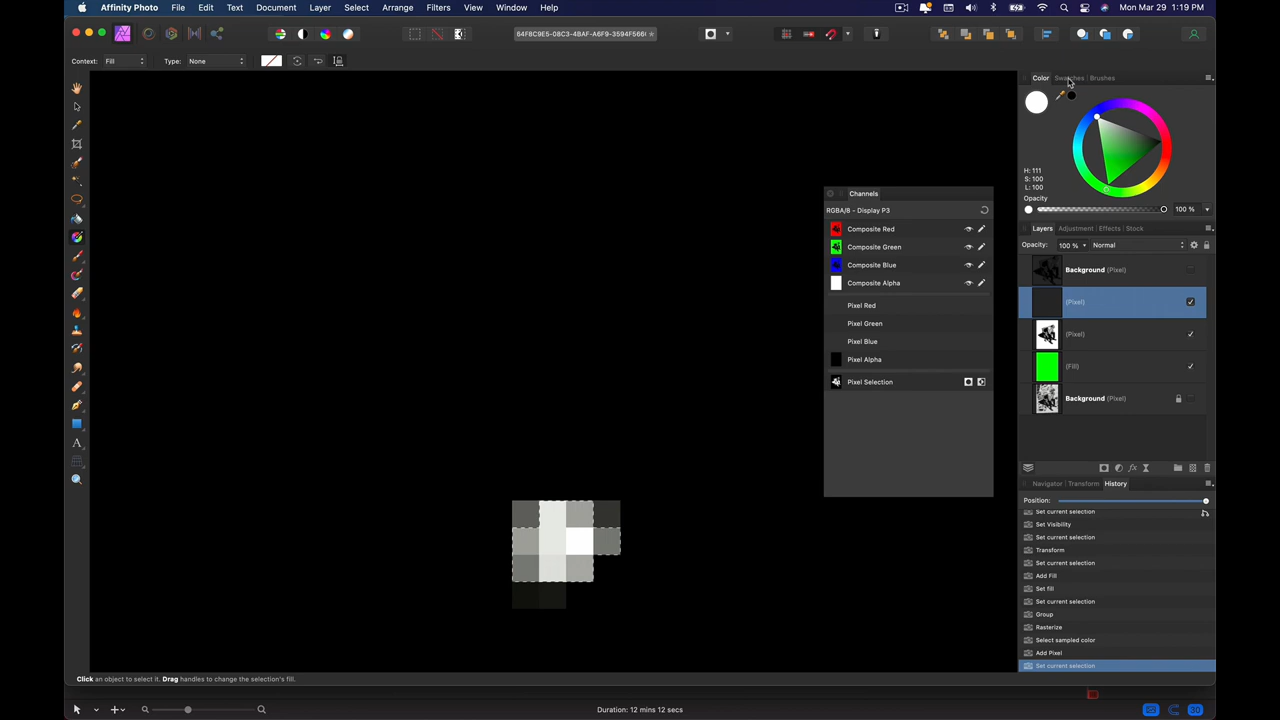 Affinity Photo File Edit Text Document Layer Select Arrange Filters View Window Help Mon Mar 29 1:19 PM
Context: Fill Type: None
Color Swatches | Brushes
H: 111
S: 100
L: 100
Opacity
100 %
Layers Adjustment | Effects | Stock
Opacity: 100 % Normal
Background (Pixel)
(Pixel)
(Pixel)
(Fill)
Background (Pixel)
Channels
RGBA/8 - Display P3
Composite Red
Composite Green
Composite Blue
Composite Alpha
Pixel Red
Pixel Green
Pixel Blue
Pixel Alpha
Pixel Selection
Navigator | Transform | History
Position:
Set current selection
Set Visibility
Set current selection
Transform
Set current selection
Add Fill
Set fill
Set current selection
Group
Rasterize
Select sampled color
Add Pixel
Set current selection
Click an object to select it. Drag handles to change the selection's fill.
Duration: 12 mins 12 secs
30